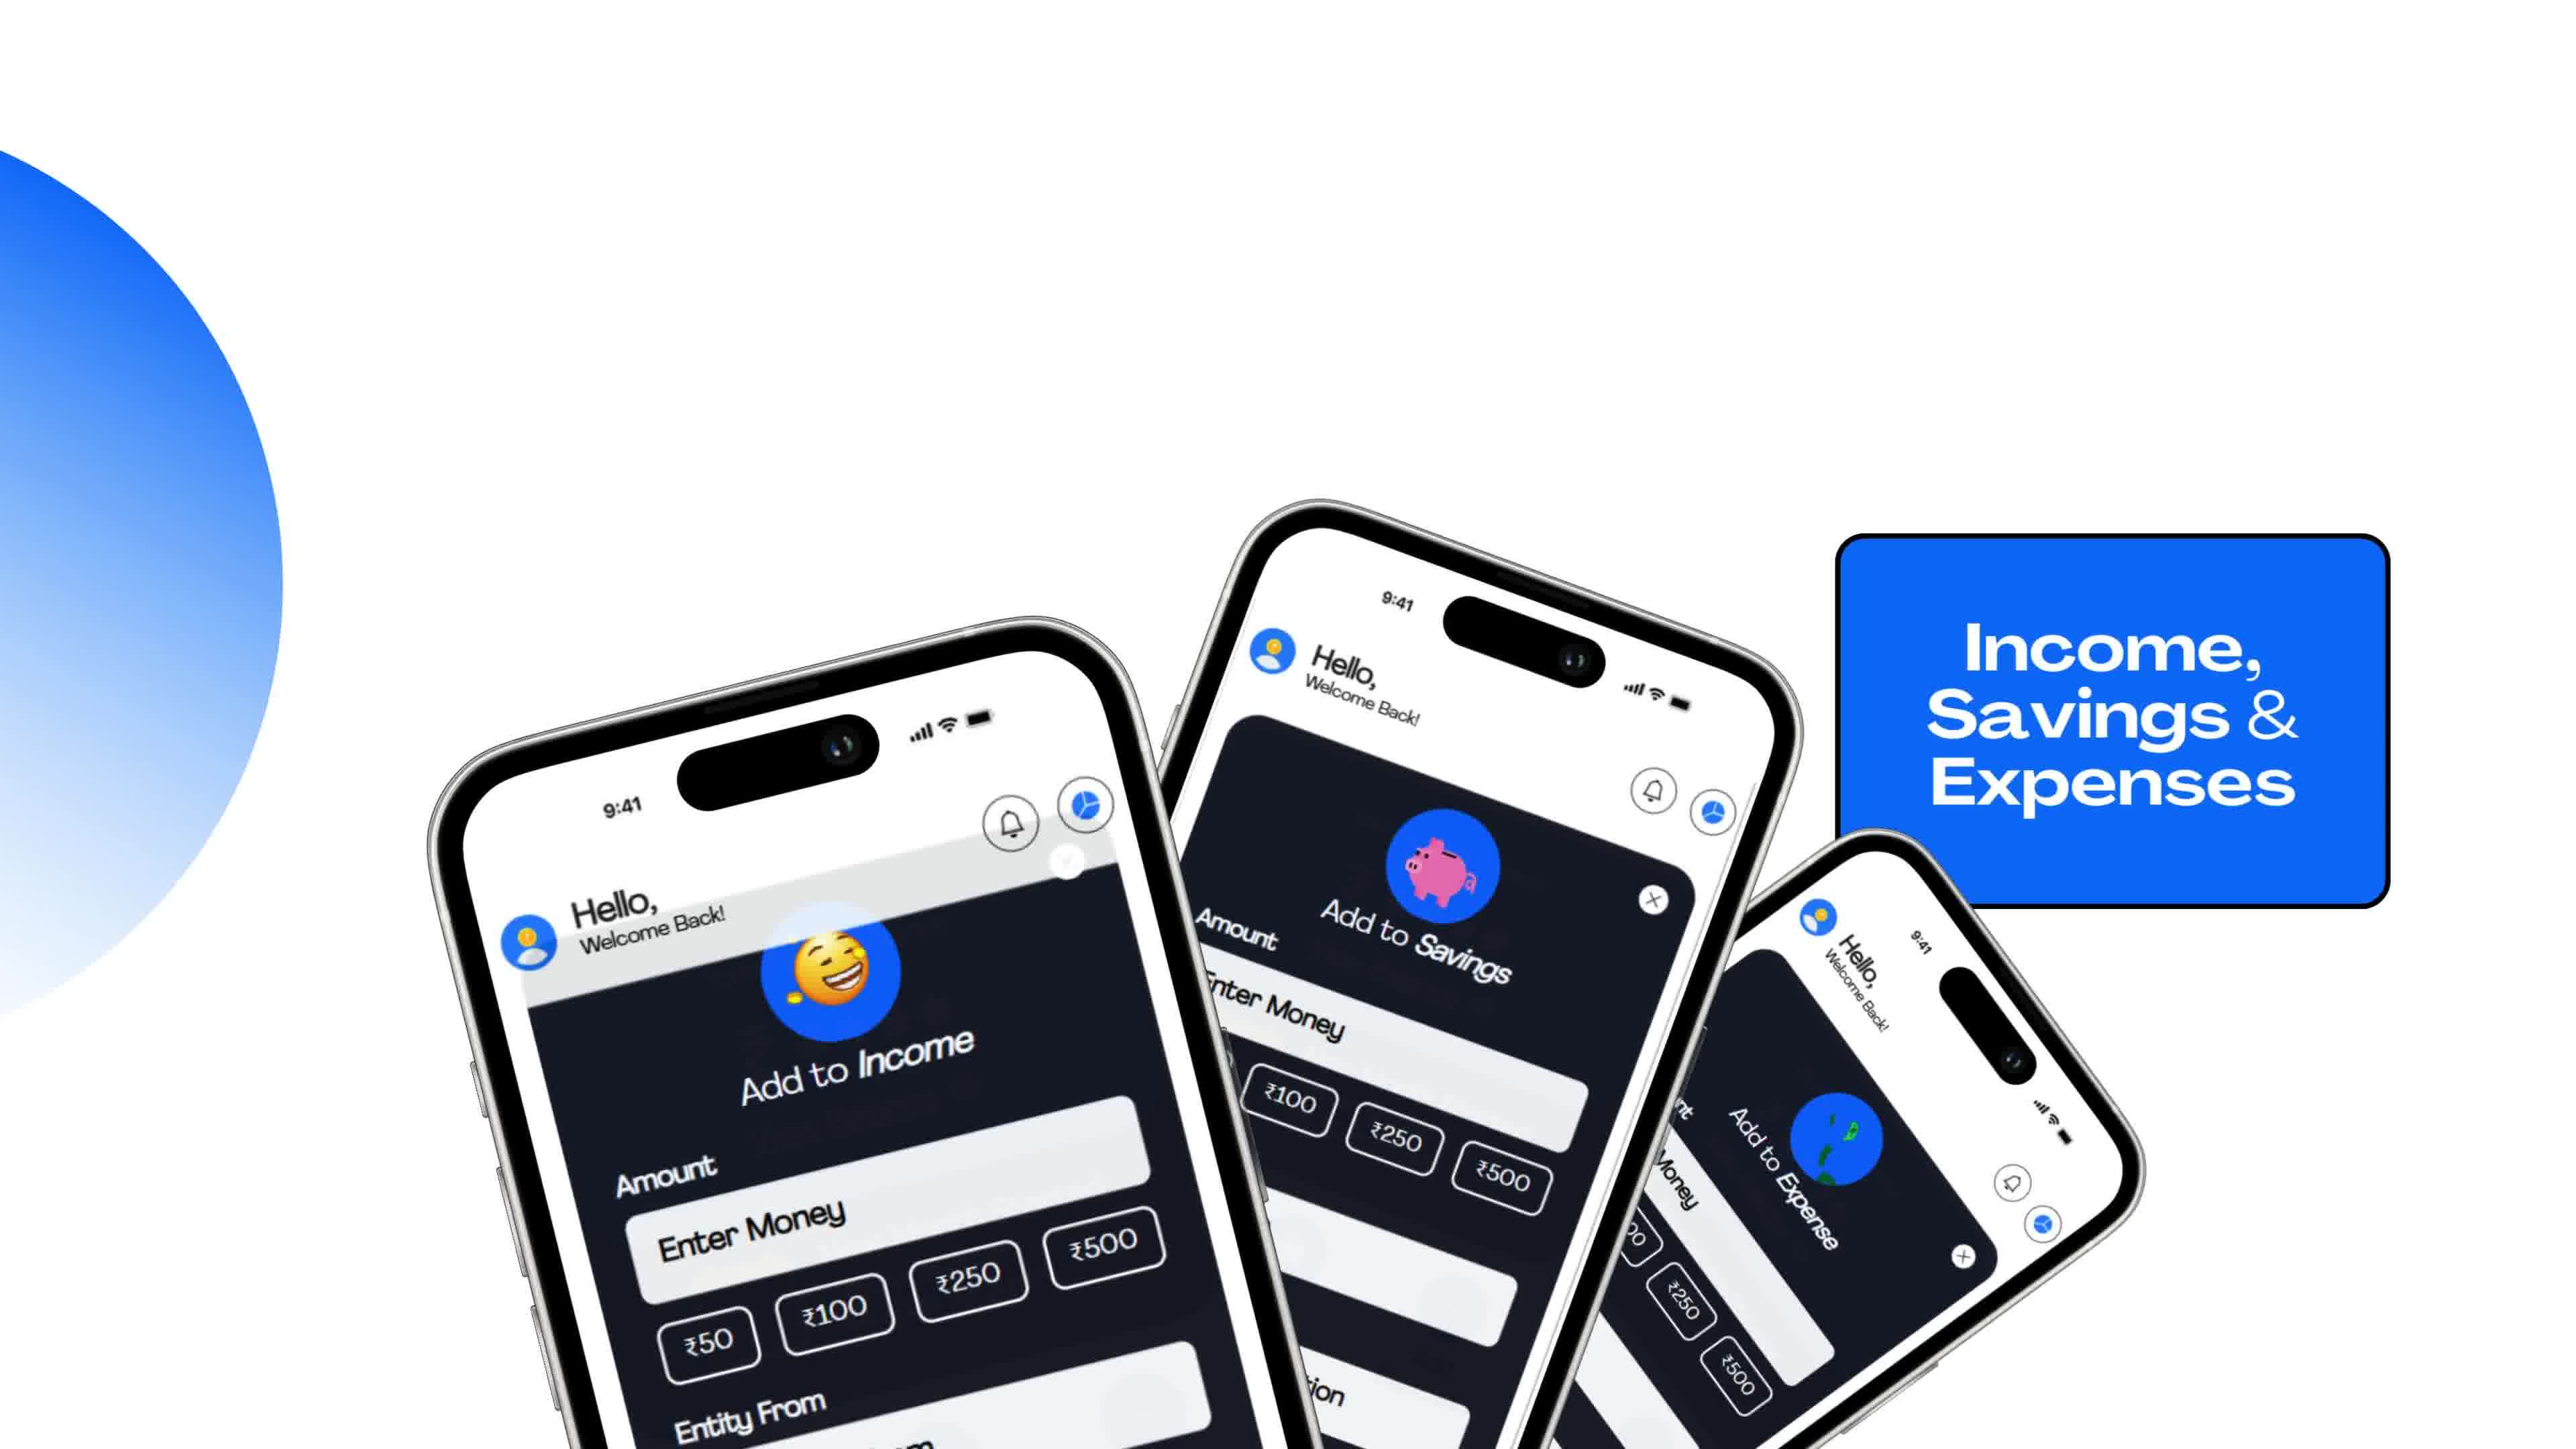 9:41
Hello,
Welcome Back!
Add to Income
Amount
Enter Money
₹50
₹100
₹250
₹500
Entity From
9:41
Hello,
Welcome Back!
Add to Savings
Amount
Enter Money
₹100
₹250
₹500
Income,
Savings &
Expenses
9:41
Hello,
Welcome Back!
Add to Expense
Money
₹250
₹500